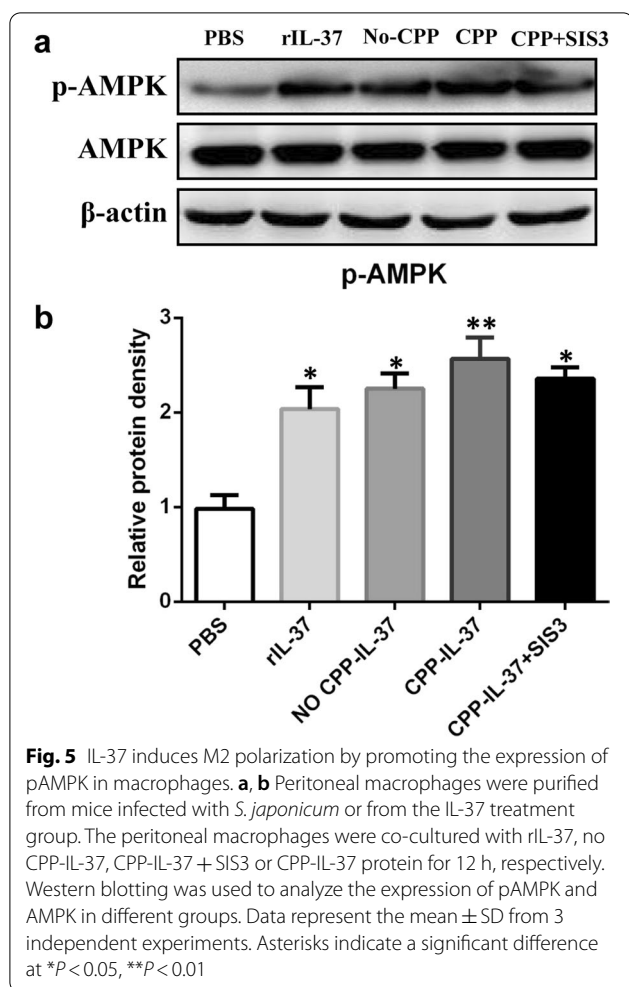 a
PBS rIL-37 No-CPP CPP CPP+SIS3
p-AMPK
AMPK
β-actin
p-AMPK
b
Relative protein density
3
2
1
0
* * ** *
PBS
rIL-37
NO CPP-IL-37
CPP-IL-37
CPP-IL-37+SIS3
Fig. 5 IL-37 induces M2 polarization by promoting the expression of
pAMPK in macrophages. a, b Peritoneal macrophages were purified
from mice infected with S. japonicum or from the IL-37 treatment
group. The peritoneal macrophages were co-cultured with rIL-37, no
CPP-IL-37, CPP-IL-37 + SIS3 or CPP-IL-37 protein for 12 h, respectively.
Western blotting was used to analyze the expression of pAMPK and
AMPK in different groups. Data represent the mean ± SD from 3
independent experiments. Asterisks indicate a significant difference
at *P < 0.05, **P < 0.01